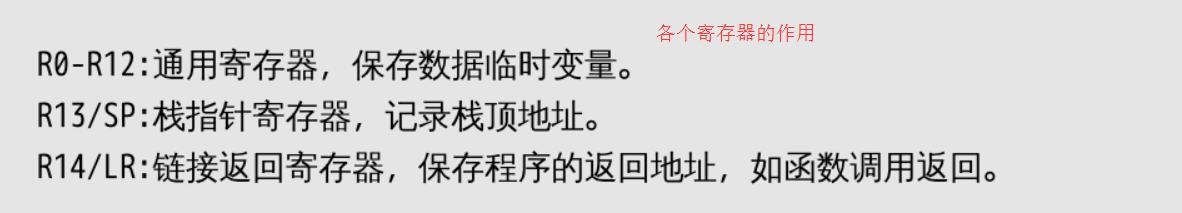 各个寄存器的作用
R0-R12:通用寄存器，保存数据临时变量。
R13/SP:栈指针寄存器，记录栈顶地址。
R14/LR:链接返回寄存器，保存程序的返回地址，如函数调用返回。